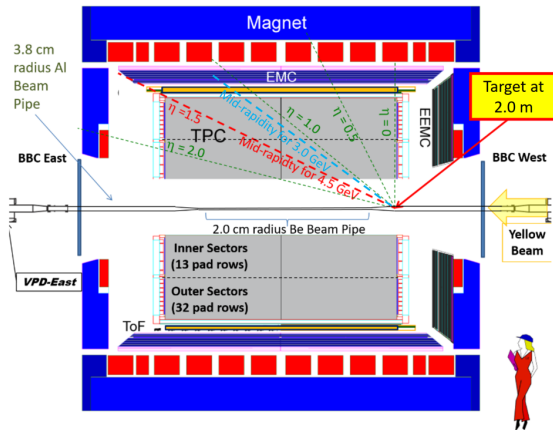 Magnet
3.8 cm
radius Al
Beam
Pipe
EMC
EEMC
Target at
2.0 m
η = 1.5
Mid-rapidity for 3.0 GeV
Mid-rapidity for 4.5 GeV
η = 1.0
η = 0.5
η = 0
η = 2.0
TPC
BBC East
BBC West
2.0 cm radius Be Beam Pipe
Yellow
Beam
Inner Sectors
(13 pad rows)
Outer Sectors
(32 pad rows)
VPD-East
ToF